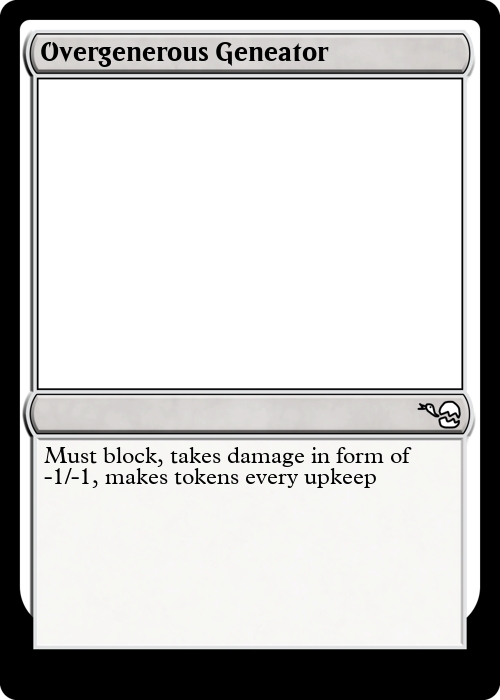 Overgenerous Geneator
Must block, takes damage in form of
-1/-1, makes tokens every upkeep